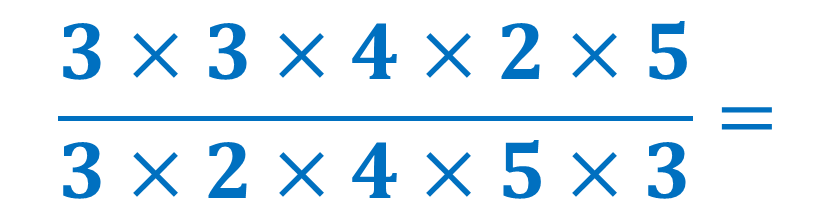 3 × 3 × 4 × 2 × 5
=
3 × 2 × 4 × 5 × 3